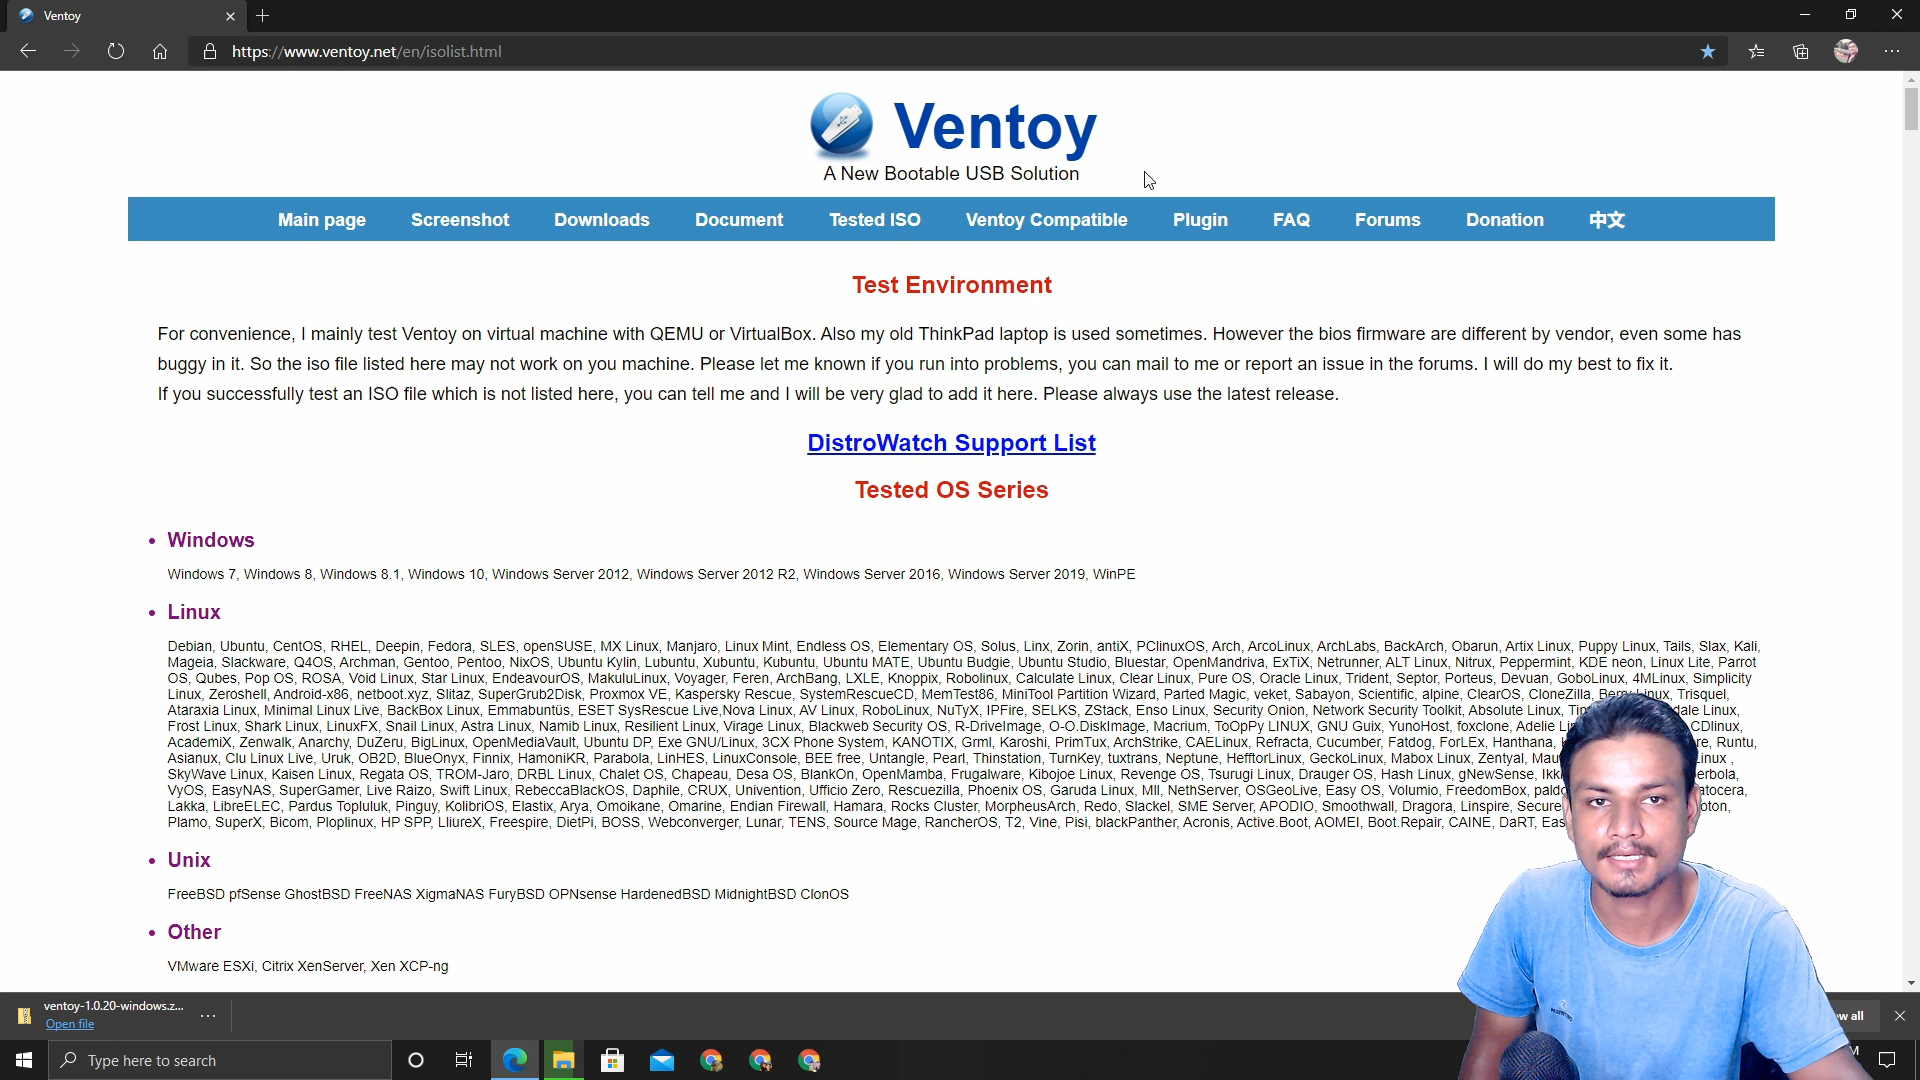 Ventoy
https://www.ventoy.net/en/isolist.html
Ventoy
A New Bootable USB Solution
Main page Screenshot Downloads Document Tested ISO Ventoy Compatible Plugin FAQ Forums Donation 中文
Test Environment
For convenience, I mainly test Ventoy on virtual machine with QEMU or VirtualBox. Also my old ThinkPad laptop is used sometimes. However the bios firmware are different by vendor, even some has
buggy in it. So the iso file listed here may not work on you machine. Please let me known if you run into problems, you can mail to me or report an issue in the forums. I will do my best to fix it.
If you successfully test an ISO file which is not listed here, you can tell me and I will be very glad to add it here. Please always use the latest release.
DistroWatch Support List
Tested OS Series
• Windows
Windows 7, Windows 8, Windows 8.1, Windows 10, Windows Server 2012, Windows Server 2012 R2, Windows Server 2016, Windows Server 2019, WinPE
• Linux
Debian, Ubuntu, CentOS, RHEL, Deepin, Fedora, SLES, openSUSE, MX Linux, Manjaro, Linux Mint, Endless OS, Elementary OS, Solus, Linx, Zorin, antiX, PClinuxOS, Arch, ArcoLinux, ArchLabs, BackArch, Obarun, Artix Linux, Puppy Linux, Tails, Slax, Kali,
Mageia, Slackware, Q4OS, Archman, Gentoo, Pentoo, NixOS, Ubuntu Kylin, Lubuntu, Xubuntu, Kubuntu, Ubuntu MATE, Ubuntu Budgie, Ubuntu Studio, Bluestar, OpenMandriva, ExTiX, Netrunner, ALT Linux, Nitrux, Peppermint, KDE neon, Linux Lite, Parrot
OS, Qubes, Pop OS, ROSA, Void Linux, Star Linux, EndeavourOS, MakuluLinux, Voyager, Feren, ArchBang, LXLE, Knoppix, Robolinux, Calculate Linux, Clear Linux, Pure OS, Oracle Linux, Trident, Septor, Porteus, Devuan, GoboLinux, 4MLinux, Simplicity
Linux, Zeroshell, Android-x86, netboot.xyz, Slitaz, SuperGrub2Disk, Proxmox VE, Kaspersky Rescue, SystemRescueCD, MemTest86, MiniTool Partition Wizard, Parted Magic, veket, Sabayon, Scientific, alpine, ClearOS, CloneZilla, Berry Linux, Trisquel,
Ataraxia Linux, Minimal Linux Live, BackBox Linux, Emmabuntüs, ESET SysRescue Live,Nova Linux, AV Linux, RoboLinux, NuTyX, IPFire, SELKS, ZStack, Enso Linux, Security Onion, Network Security Toolkit, Absolute Linux, dale Linux,
Frost Linux, Shark Linux, LinuxFX, Snail Linux, Astra Linux, Namib Linux, Resilient Linux, Virage Linux, Blackweb Security OS, R-DriveImage, O-O.DiskImage, Macrium, ToOpPy LINUX, GNU Guix, YunoHost, foxclone, Adelie CDlinux,
AcademiX, Zenwalk, Anarchy, DuZeru, BigLinux, OpenMediaVault, Ubuntu DP, Exe GNU/Linux, 3CX Phone System, KANOTIX, Grml, Karoshi, PrimTux, ArchStrike, CAELinux, Refracta, Cucumber, Fatdog, ForLEx, Hanthana, re, Runtu,
Asianux, Clu Linux Live, Uruk, OB2D, BlueOnyx, Finnix, HamoniKR, Parabola, LinHES, LinuxConsole, BEE free, Untangle, Pearl, Thinstation, TurnKey, tuxtrans, Neptune, HefftorLinux, GeckoLinux, Mabox Linux, Zentyal, Linux ,
SkyWave Linux, Kaisen Linux, Regata OS, TROM-Jaro, DRBL Linux, Chalet OS, Chapeau, Desa OS, BlankOn, OpenMamba, Frugalware, Kibojoe Linux, Revenge OS, Tsurugi Linux, Drauger OS, Hash Linux, gNewSense, erbola,
VyOS, EasyNAS, SuperGamer, Live Raizo, Swift Linux, RebeccaBlackOS, Daphile, CRUX, Univention, Ufficio Zero, Rescuezilla, Phoenix OS, Garuda Linux, Mll, NethServer, OSGeoLive, Easy OS, Volumio, FreedomBox, atocera,
Lakka, LibreELEC, Pardus Topluluk, Pinguy, KolibriOS, Elastix, Arya, Omoikane, Omarine, Endian Firewall, Hamara, Rocks Cluster, MorpheusArch, Redo, Slackel, SME Server, APODIO, Smoothwall, Dragora, Linspire, Secure oton,
Plamo, SuperX, Bicom, Ploplinux, HP SPP, LliureX, Freespire, DietPi, BOSS, Webconverger, Lunar, TENS, Source Mage, RancherOS, T2, Vine, Pisi, blackPanther, Acronis, Active.Boot, AOMEI, Boot.Repair, CAINE, DaRT,
• Unix
FreeBSD pfSense GhostBSD FreeNAS XigmaNAS FuryBSD OPNsense HardenedBSD MidnightBSD ClonOS
• Other
VMware ESXi, Citrix XenServer, Xen XCP-ng
ventoy-1.0.20-windows.z...
Open file
w all
Type here to search